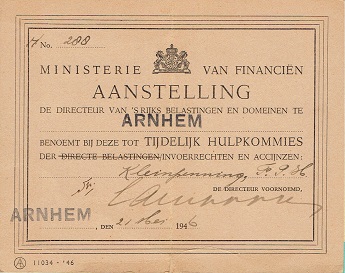 No. 288
MINISTERIE VAN FINANCIËN
AANSTELLING
DE DIRECTEUR VAN 'S RIJKS BELASTINGEN EN DOMEINEN TE
ARNHEM
BENOEMT BIJ DEZE TOT TIJDELIJK HULPKOMMIES
DER DIRECTE BELASTINGEN/INVOERRECHTEN EN ACCIJNZEN:
Kleinpenning, F.P.H.
DE DIRECTEUR VOORNOEMD,
ARNHEM
, DEN 21 Mei 1946
11034 - '46